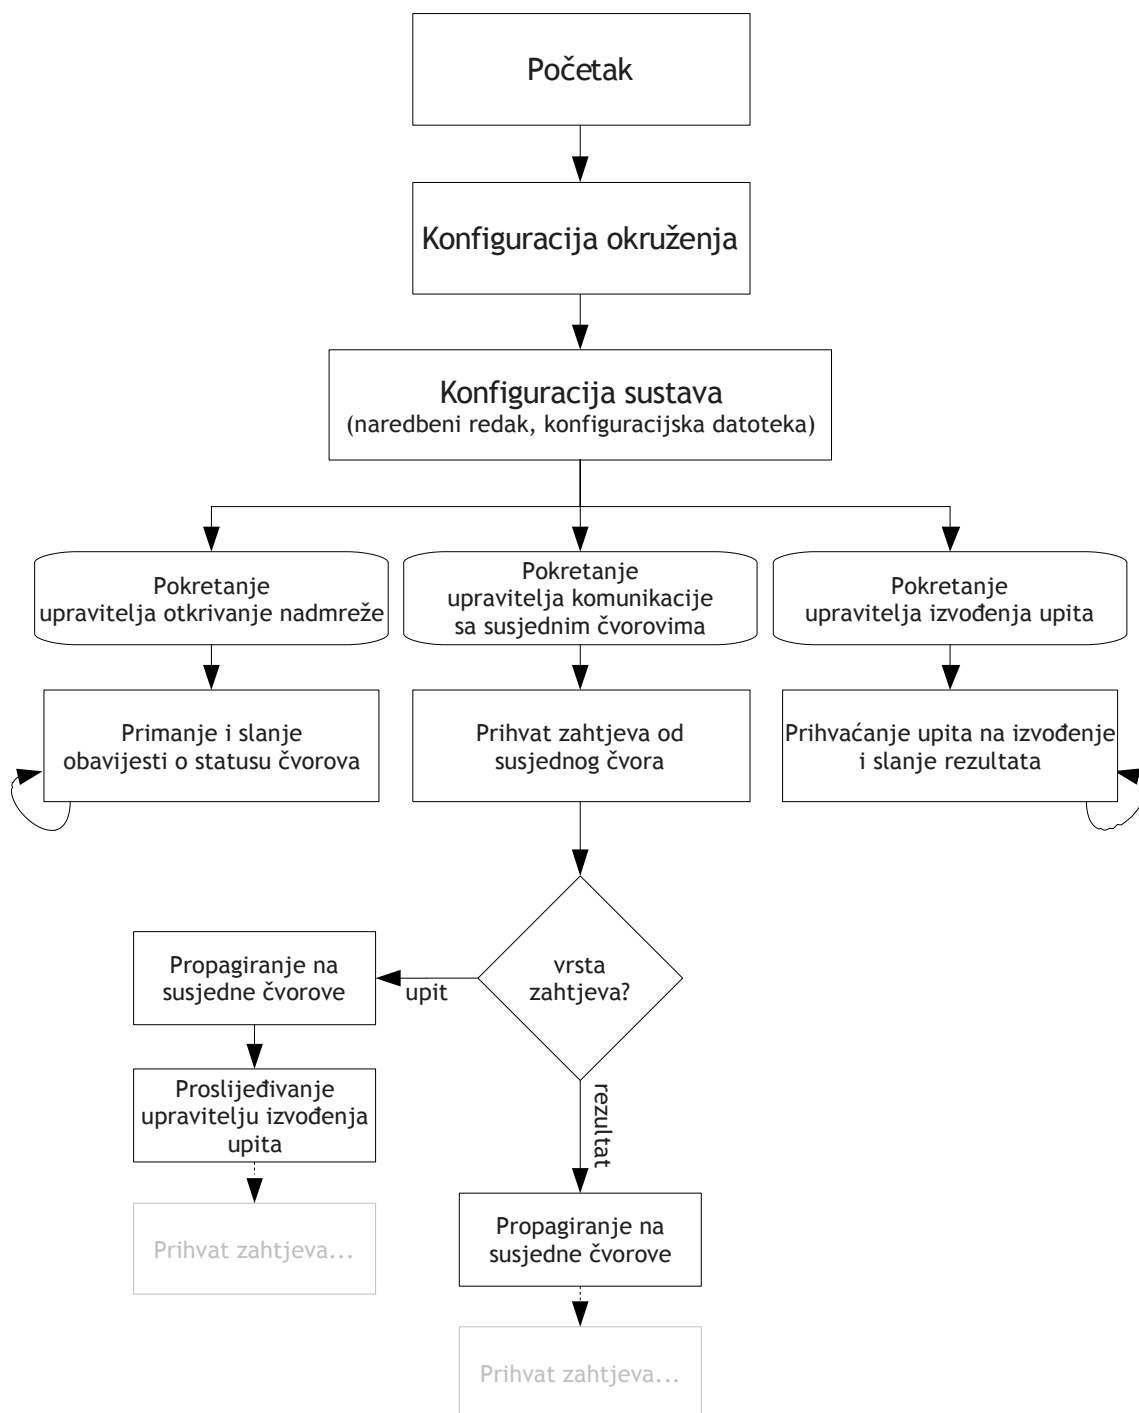 Početak
Konfiguracija okruženja
Konfiguracija sustava
(naredbeni redak, konfiguracijska datoteka)
Pokretanje
upravitelja otkrivanje nadmreže
Pokretanje
upravitelja komunikacije
sa susjednim čvorovima
Pokretanje
upravitelja izvođenja upita
Primanje i slanje
obavijesti o statusu čvorova
Prihvat zahtjeva od
susjednog čvora
Prihvaćanje upita na izvođenje
i slanje rezultata
vrsta
zahtjeva?
upit
Propagiranje na
susjedne čvorove
Proslijeđivanje
upravitelju izvođenja
upita
Prihvat zahtjeva...
rezultat
Propagiranje na
susjedne čvorove
Prihvat zahtjeva...